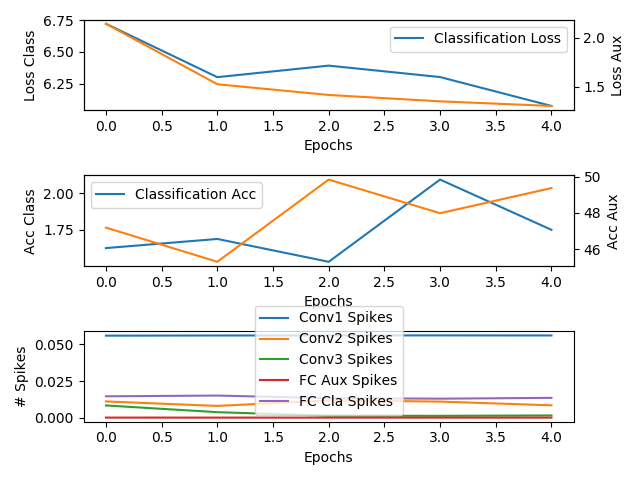 6.75
6.50
6.25
Loss Class
Classification Loss
2.0
1.5
Loss Aux
0.0 0.5 1.0 1.5 2.0 2.5 3.0 3.5 4.0
Epochs
2.00
1.75
Acc Class
Classification Acc
50
48
46
Acc Aux
0.0 0.5 1.0 1.5 2.0 2.5 3.0 3.5 4.0
Epochs
0.050
0.025
0.000
# Spikes
Conv1 Spikes
Conv2 Spikes
Conv3 Spikes
FC Aux Spikes
FC Cla Spikes
0.0 0.5 1.0 1.5 2.0 2.5 3.0 3.5 4.0
Epochs